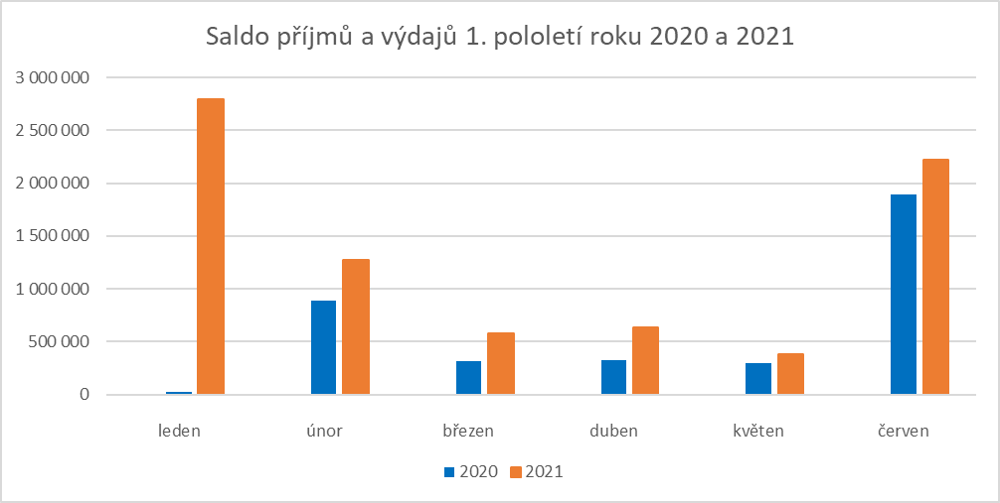 Saldo příjmů a výdajů 1. pololetí roku 2020 a 2021
3 000 000
2 500 000
2 000 000
1 500 000
1 000 000
500 000
0
leden únor březen duben květen červen
2020 2021